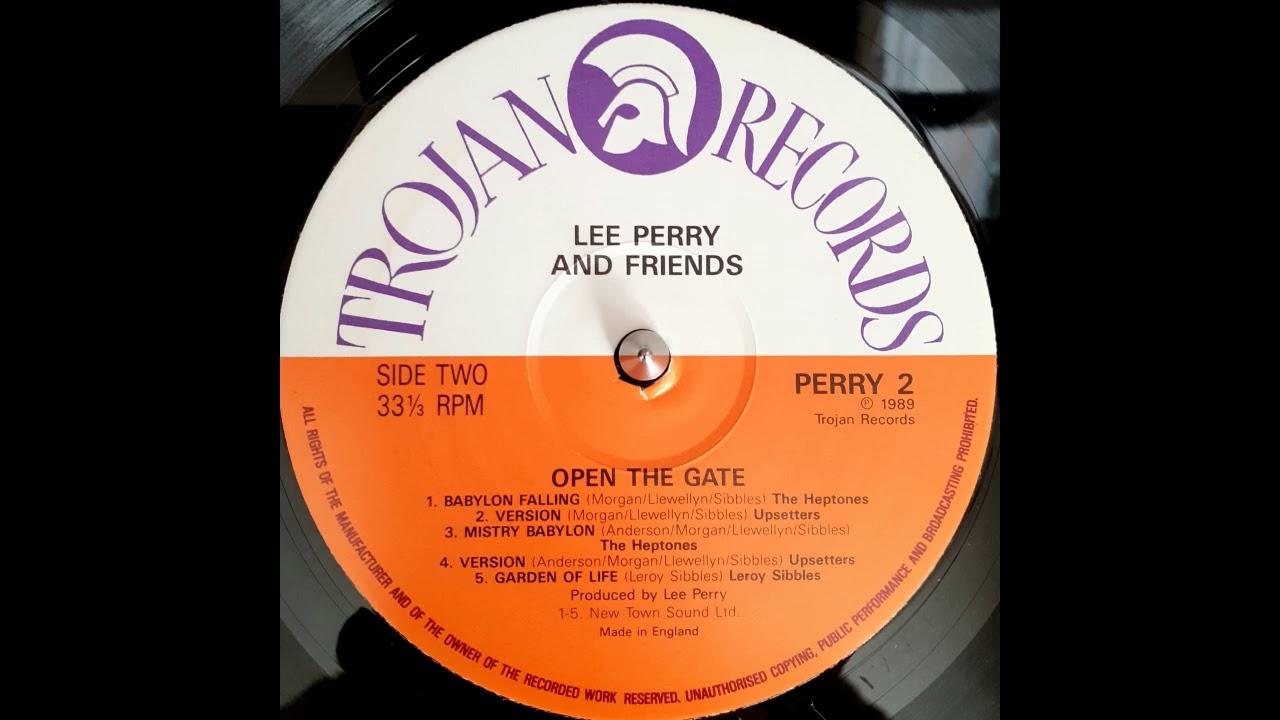 TROJAN RECORDS
LEE PERRY
AND FRIENDS
SIDE TWO
33⅓ RPM
PERRY 2
℗ 1989
Trojan Records
OPEN THE GATE
1. BABYLON FALLING (Morgan/Llewellyn/Sibbles) The Heptones
2. VERSION (Morgan/Llewellyn/Sibbles) Upsetters
3. MISTRY BABYLON (Anderson/Morgan/Llewellyn/Sibbles)
The Heptones
4. VERSION (Anderson/Morgan/Llewellyn/Sibbles) Upsetters
5. GARDEN OF LIFE (Leroy Sibbles) Leroy Sibbles
Produced by Lee Perry
1-5. New Town Sound Ltd.
Made in England
ALL RIGHTS OF THE MANUFACTURER AND OF THE OWNER OF THE RECORDED WORK RESERVED. UNAUTHORISED COPYING, PUBLIC PERFORMANCE AND BROADCASTING PROHIBITED.